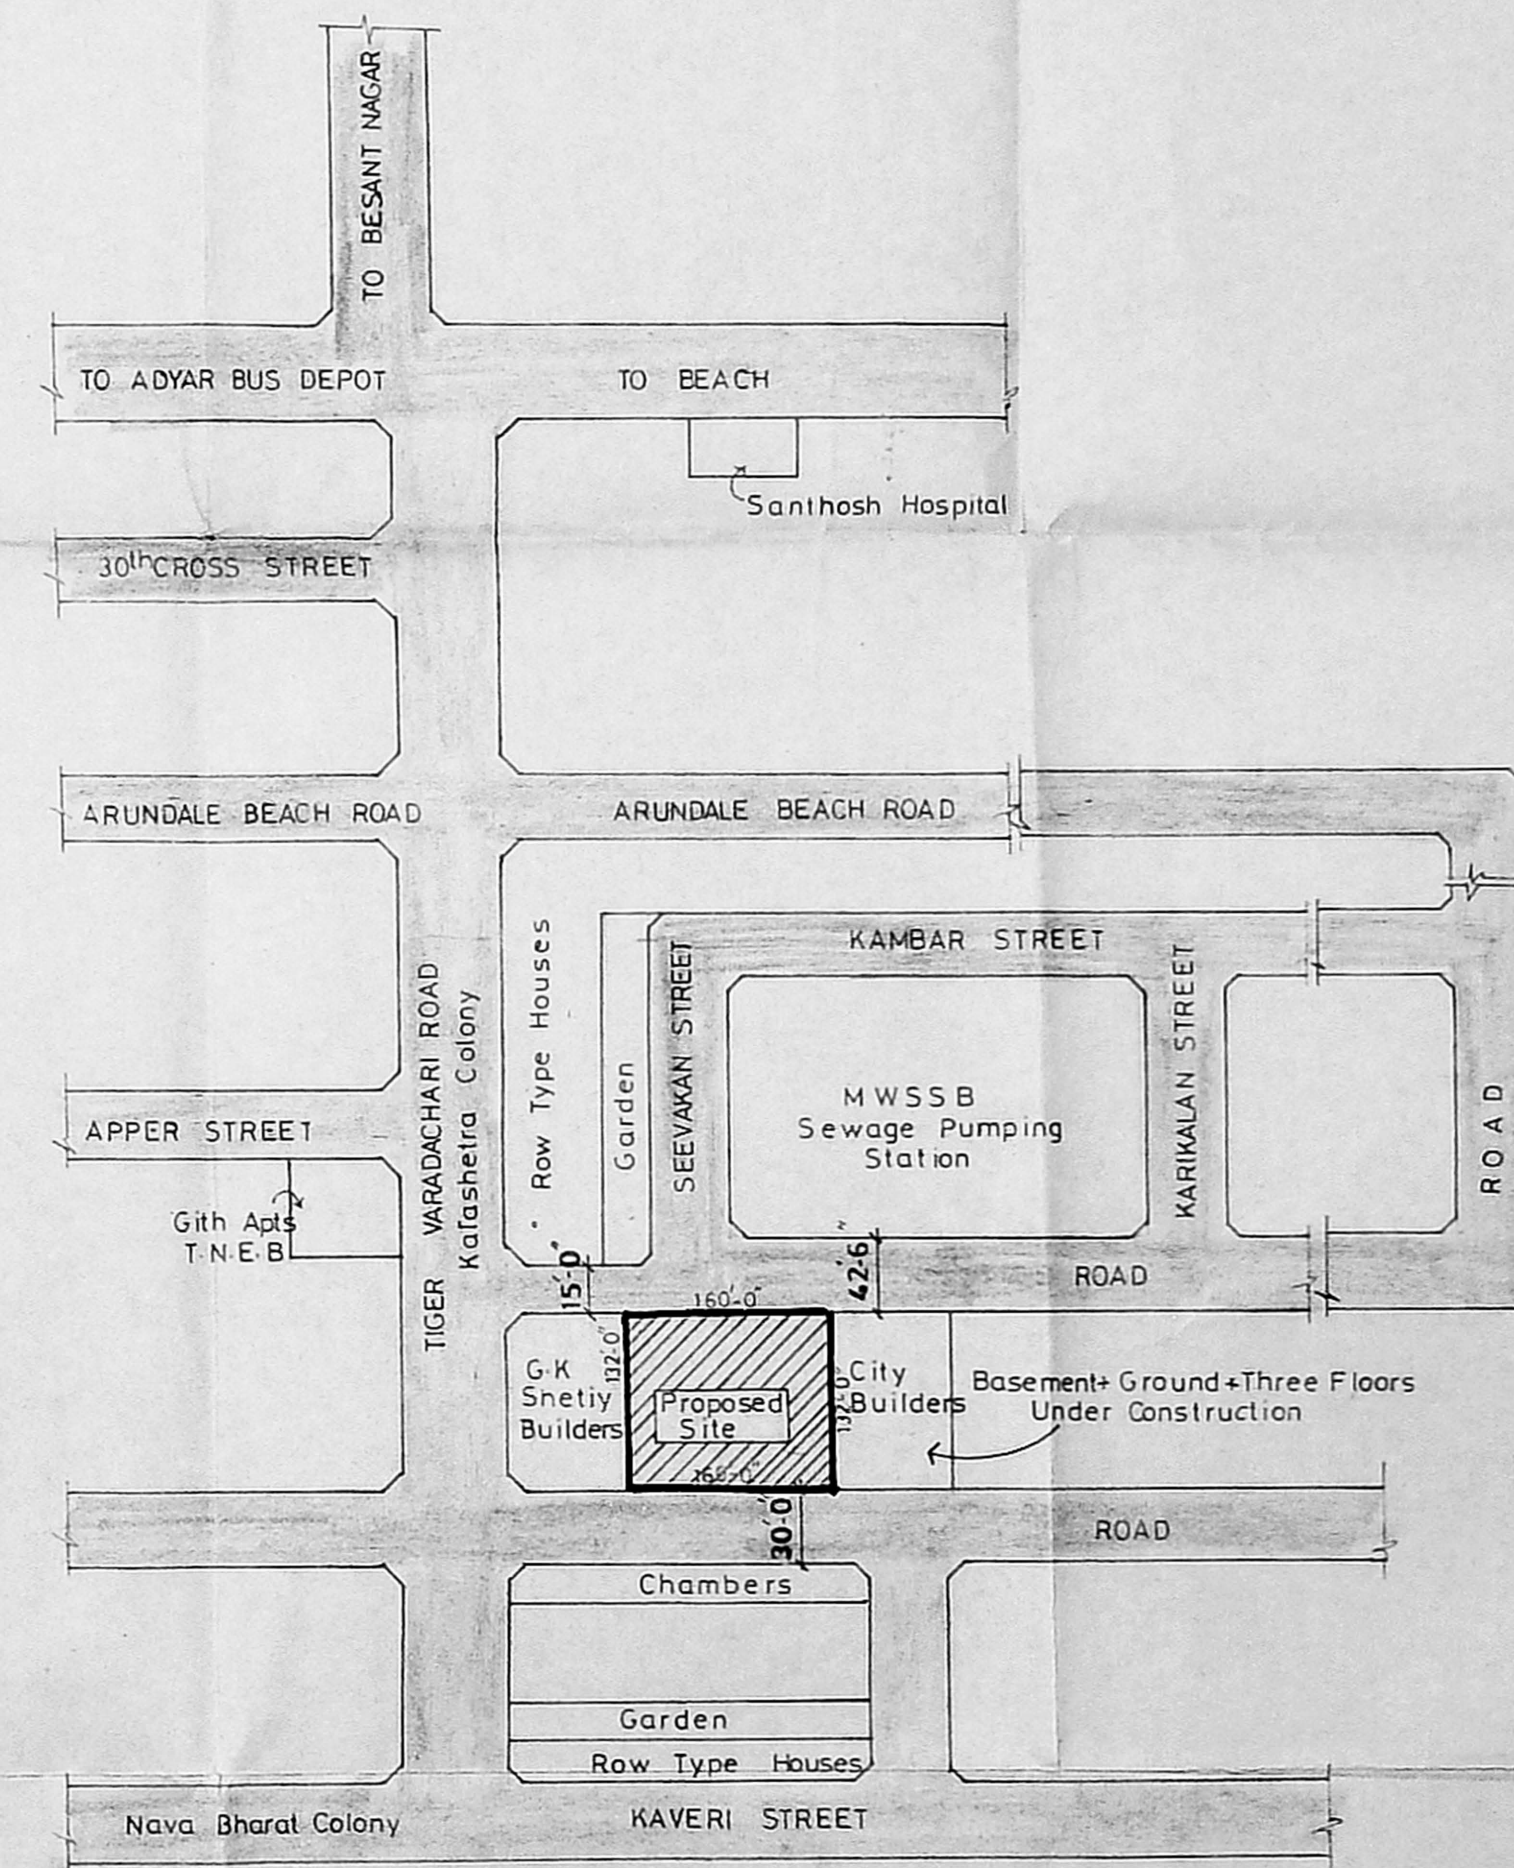 TO BESANT NAGAR
TO ADYAR BUS DEPOT
TO BEACH
Santhosh Hospital
30th CROSS STREET
ARUNDALE BEACH ROAD
ARUNDALE BEACH ROAD
Row Type Houses
Garden
SEEVAKAN STREET
KAMBAR STREET
KARIKALAN STREET
MWSSB
Sewage Pumping
Station
ROAD
TIGER VARADACHARI ROAD
Kalashetra Colony
APPER STREET
Gith Apts
T.N.E.B
15'-0"
42'-6"
ROAD
160'-0"
132'-0"
G.K
Snetiy
Builders
Proposed
Site
132'-0"
City
Builders
Basement+ Ground+Three Floors
Under Construction
30'-0"
ROAD
Chambers
Garden
Row Type Houses
Nava Bharat Colony
KAVERI STREET